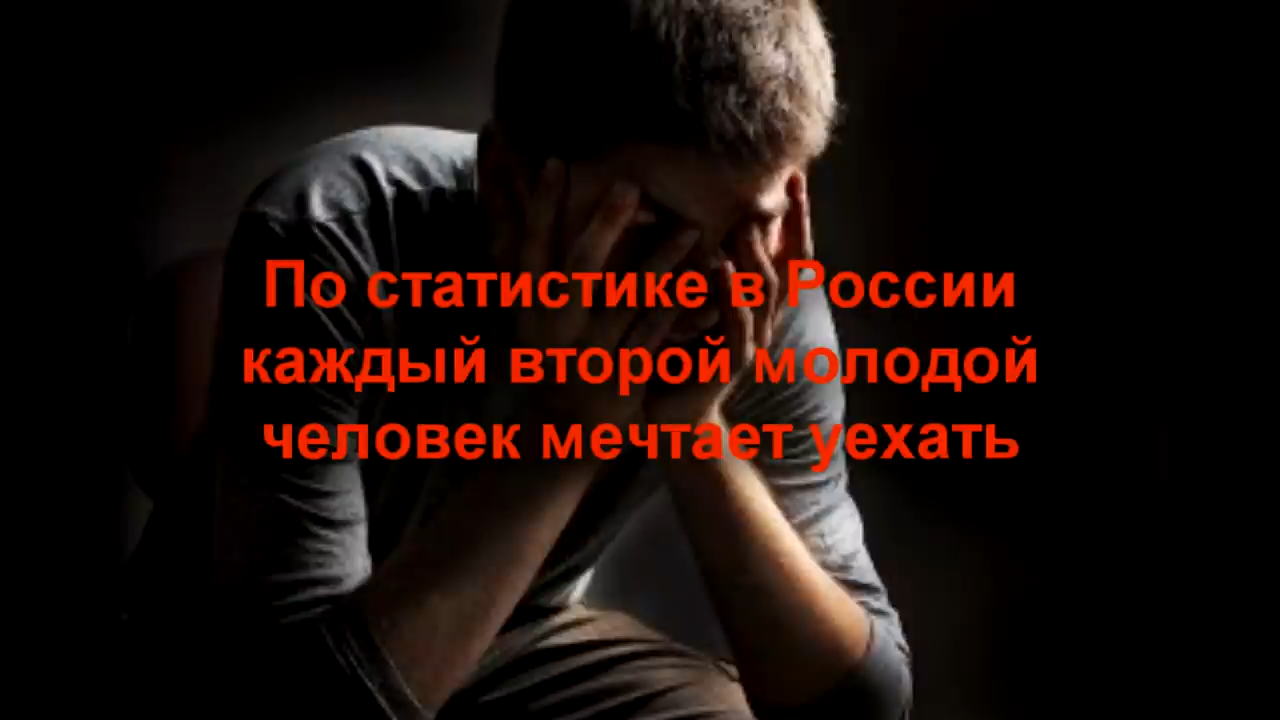 По статистике в России
каждый второй молодой
человек мечтает уехать